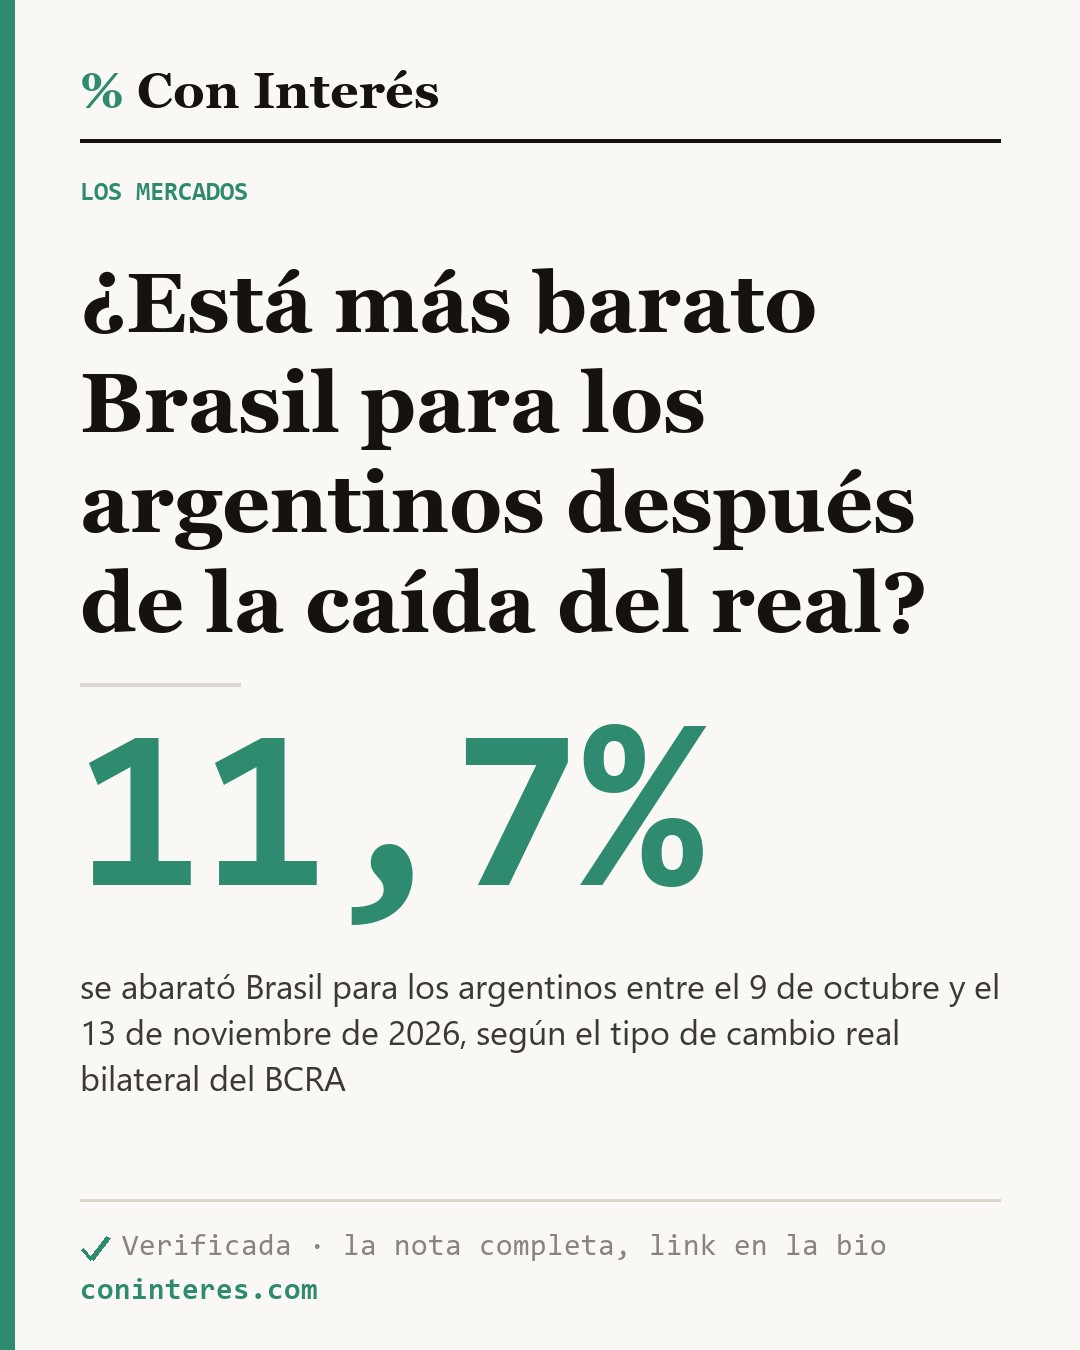 % Con Interés
LOS MERCADOS
¿Está más barato
Brasil para los
argentinos después
de la caída del real?
11,7%
se abarató Brasil para los argentinos entre el 9 de octubre y el
13 de noviembre de 2026, según el tipo de cambio real
bilateral del BCRA
✓ Verificada · la nota completa, link en la bio
coninteres.com